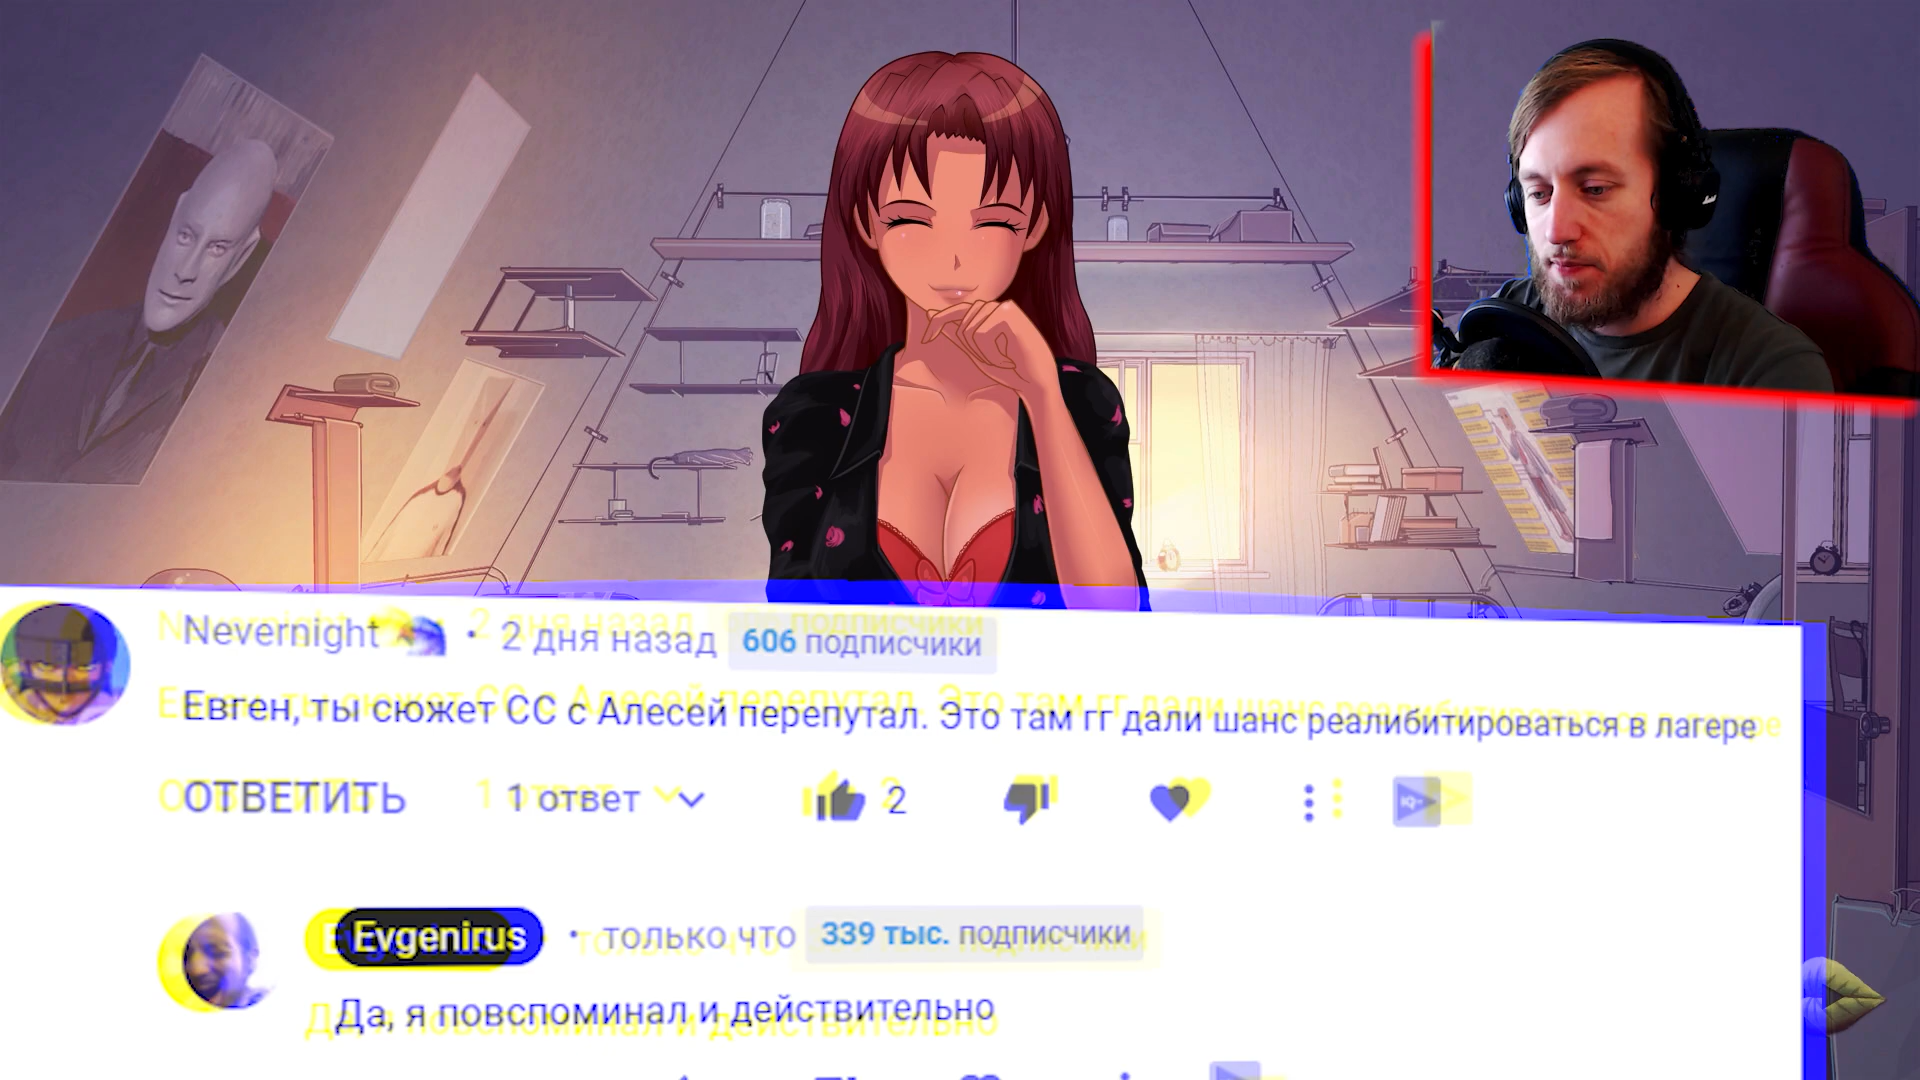 Nevernight • 2 дня назад 606 подписчики
Евген, ты сюжет СС с Алесей перепутал. Это там гг дали шанс реалибитироваться в лагере
ОТВЕТИТЬ 1 ответ 2
Evgenirus • только что 339 тыс. подписчики
Да, я повспоминал и действительно